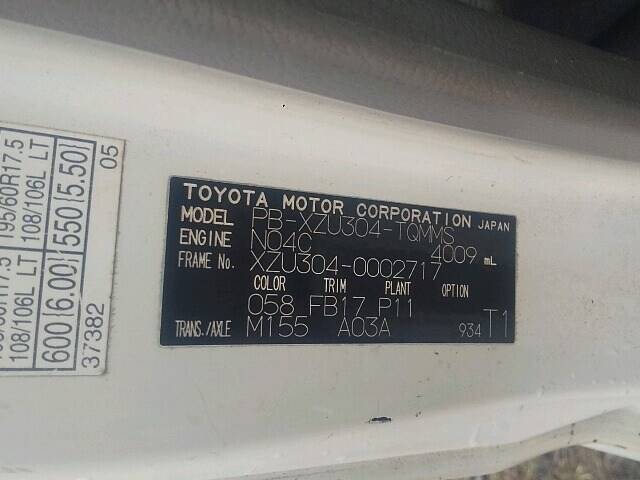 TOYOTA MOTOR CORPORATION JAPAN
MODEL PB-XZU304-TQMMS
ENGINE N04C 4009 mL
FRAME No. XZU304-0002717
COLOR TRIM PLANT OPTION
058 FB17 P11
TRANS./AXLE M155 A03A 934 T1
195/60R17.5
108/106L LT
108/106L LT
600(6.00) 550(5.50)
37382 05